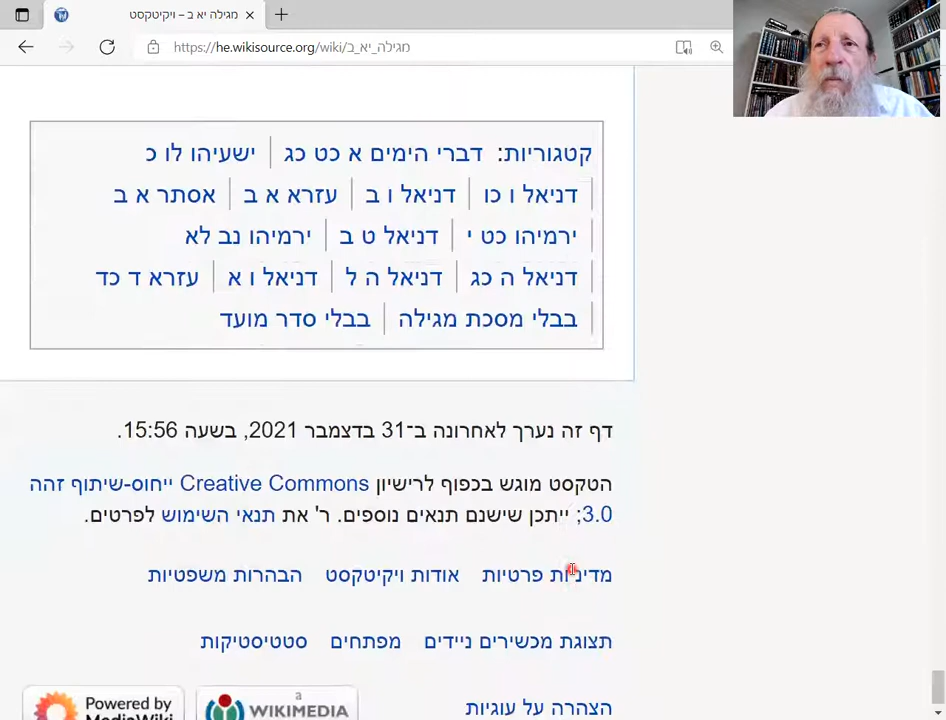 מגילה יא ב – ויקיטקסט
https://he.wikisource.org/wiki/מגילה_יא_ב
קטגוריות: דברי הימים א כט כג | ישעיהו לו כ
דניאל ו כו | דניאל ו ב | עזרא א ב | אסתר א ב
ירמיהו כט י | דניאל ט ב | ירמיהו נב לא
דניאל ה כג | דניאל ה ל | דניאל ו א | עזרא ד כד
בבלי מסכת מגילה | בבלי סדר מועד
דף זה נערך לאחרונה ב־31 בדצמבר 2021, בשעה 15:56.
הטקסט מוגש בכפוף לרישיון Creative Commons ייחוס-שיתוף זהה
3.0; ייתכן שישנם תנאים נוספים. ר' את תנאי השימוש לפרטים.
מדיניות פרטיות אודות ויקיטקסט הבהרות משפטיות
תצוגת מכשירים ניידים מפתחים סטטיסטיקות
הצהרה על עוגיות
a
WIKIMEDIA
Powered by
MediaWiki